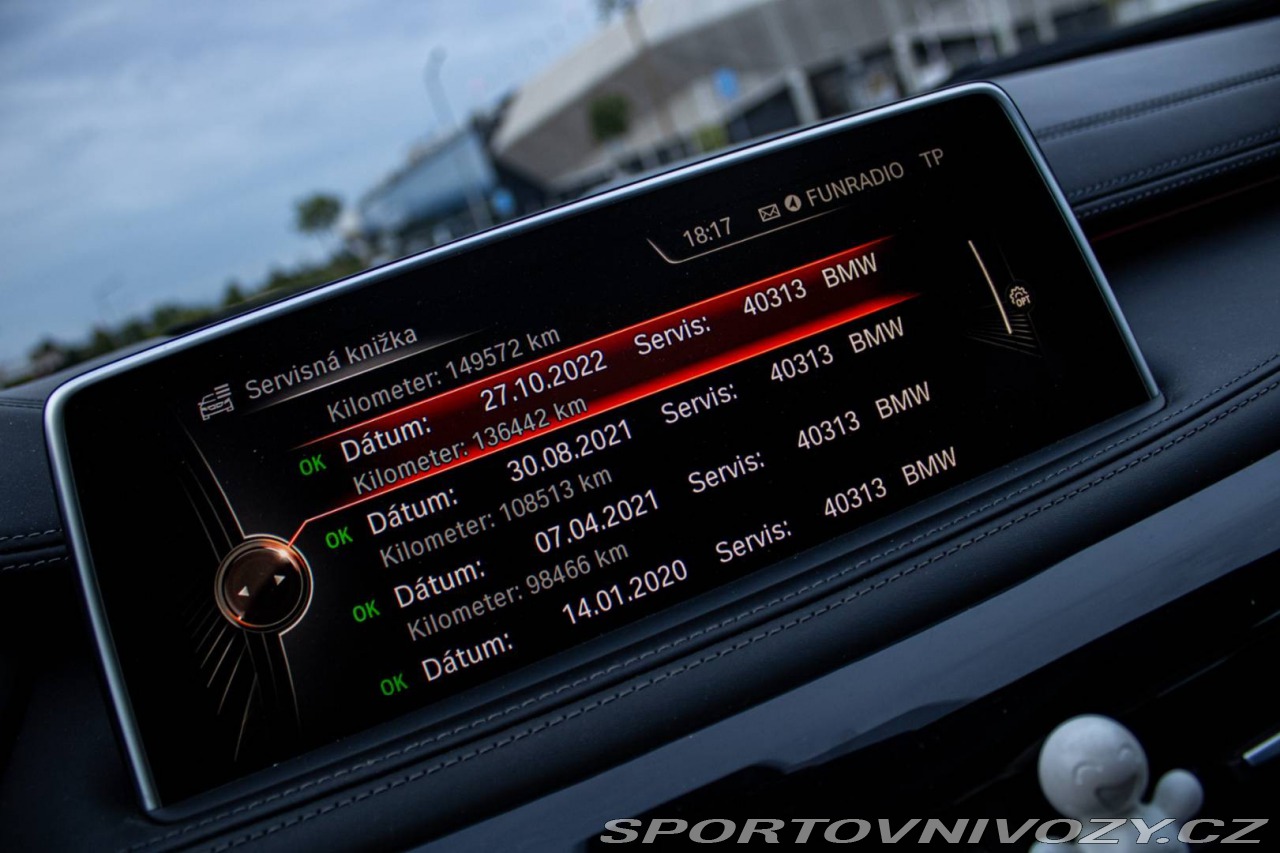 18:17 FUNRADIO TP
Servisná knižka
Kilometer: 149572 km
OK Dátum: 27.10.2022 Servis: 40313 BMW
Kilometer: 136442 km
OK Dátum: 30.08.2021 Servis: 40313 BMW
Kilometer: 108513 km
OK Dátum: 07.04.2021 Servis: 40313 BMW
Kilometer: 98466 km
OK Dátum: 14.01.2020 Servis: 40313 BMW
OPT
SPORTOVNIVOZY.CZ